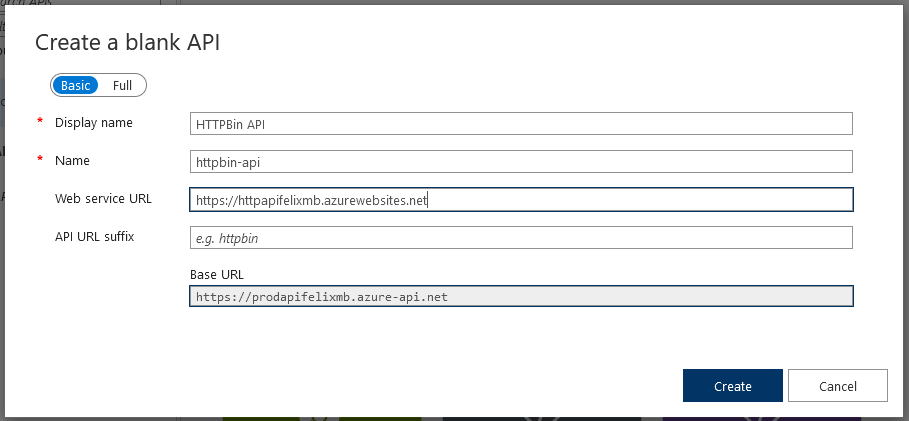 Create a blank API
Basic Full
* Display name HTTPBin API
* Name httpbin-api
Web service URL https://httpapifelixmb.azurewebsites.net
API URL suffix e.g. httpbin
Base URL
https://prodapifelixmb.azure-api.net
Create Cancel